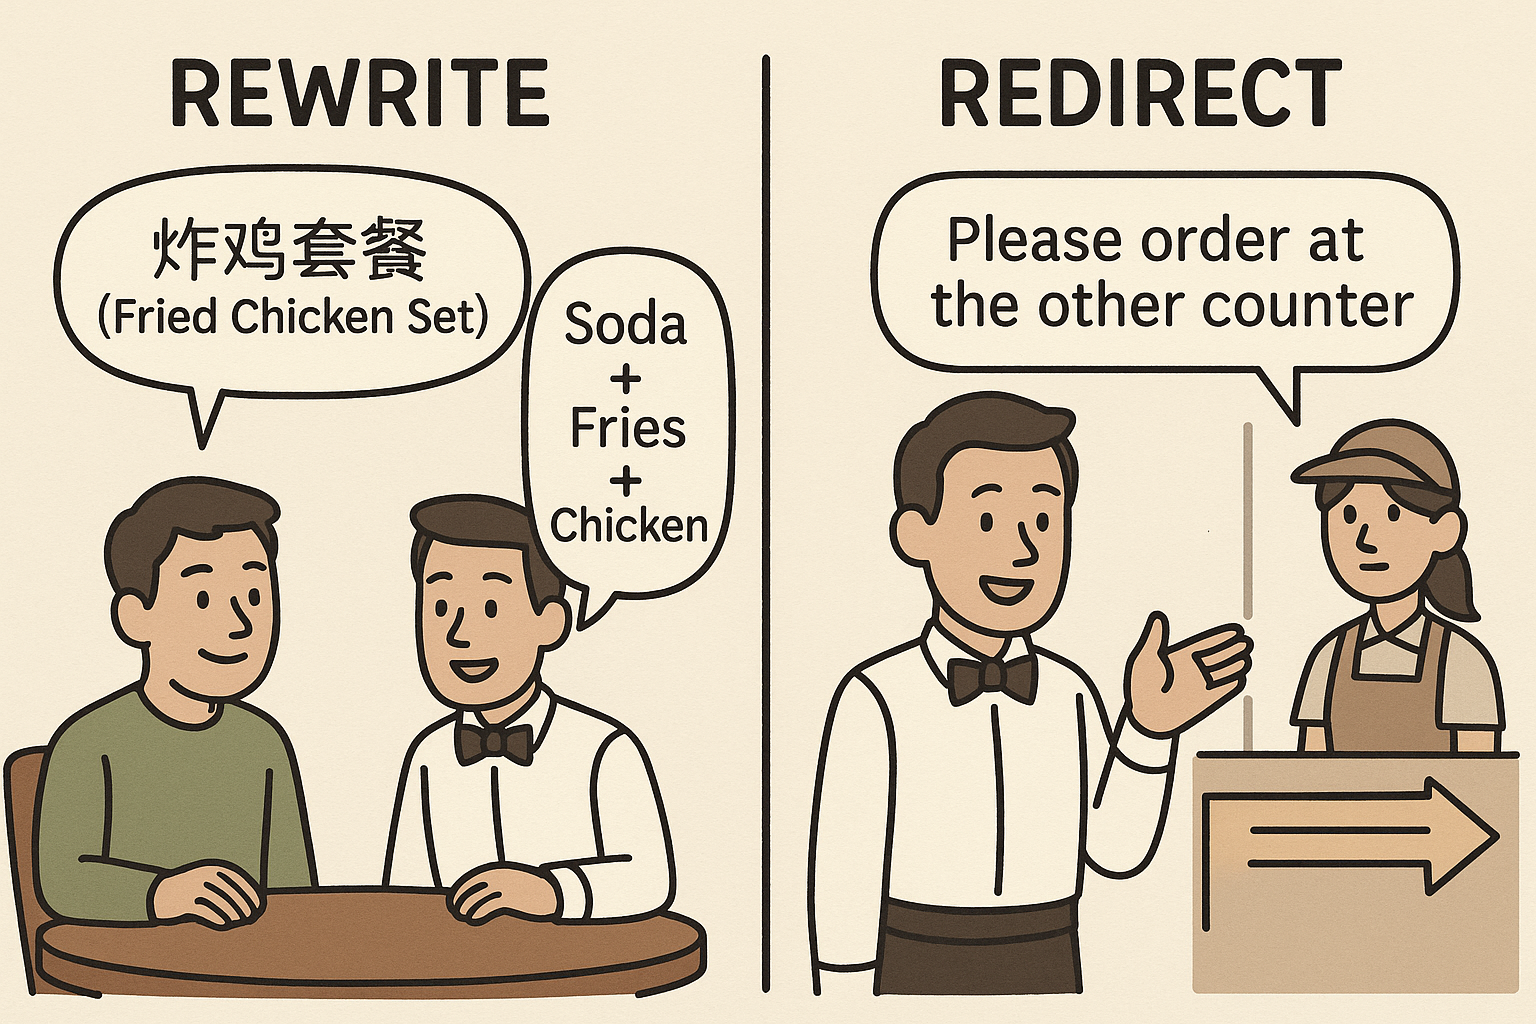 REWRITE
炸鸡套餐
(Fried Chicken Set)
Soda
+
Fries
+
Chicken
REDIRECT
Please order at
the other counter